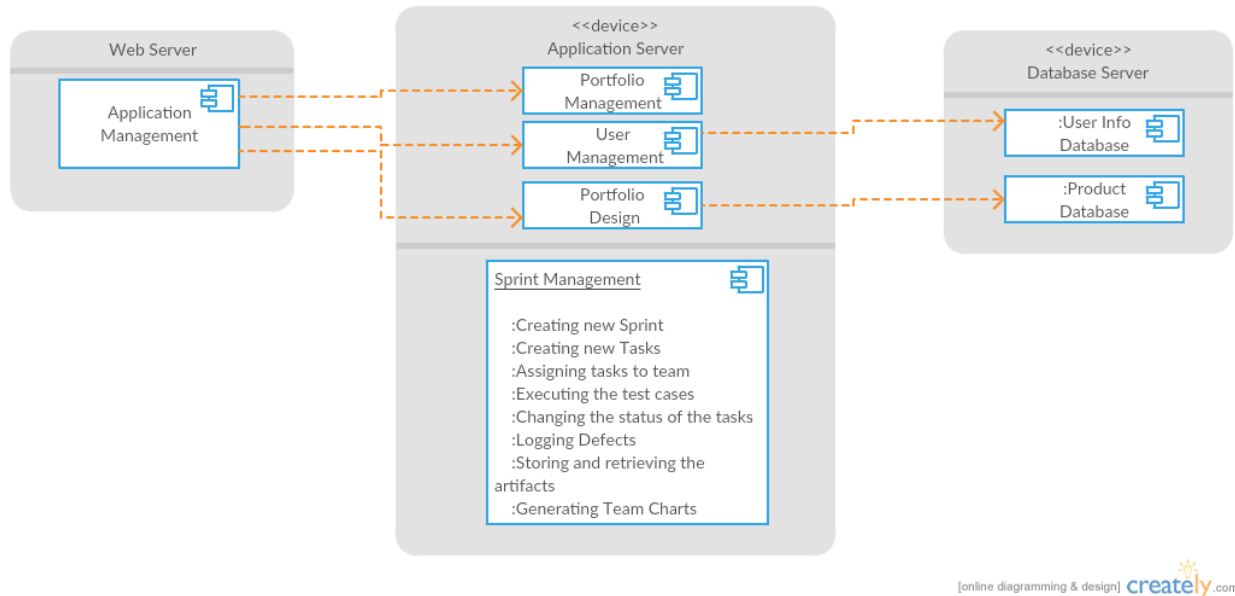 Web Server
Application
Management
<<device>>
Application Server
Portfolio
Management
User
Management
Portfolio
Design
Sprint Management
:Creating new Sprint
:Creating new Tasks
:Assigning tasks to team
:Executing the test cases
:Changing the status of the tasks
:Logging Defects
:Storing and retrieving the
artifacts
:Generating Team Charts
<<device>>
Database Server
:User Info
Database
:Product
Database
[online diagramming & design] creately.com